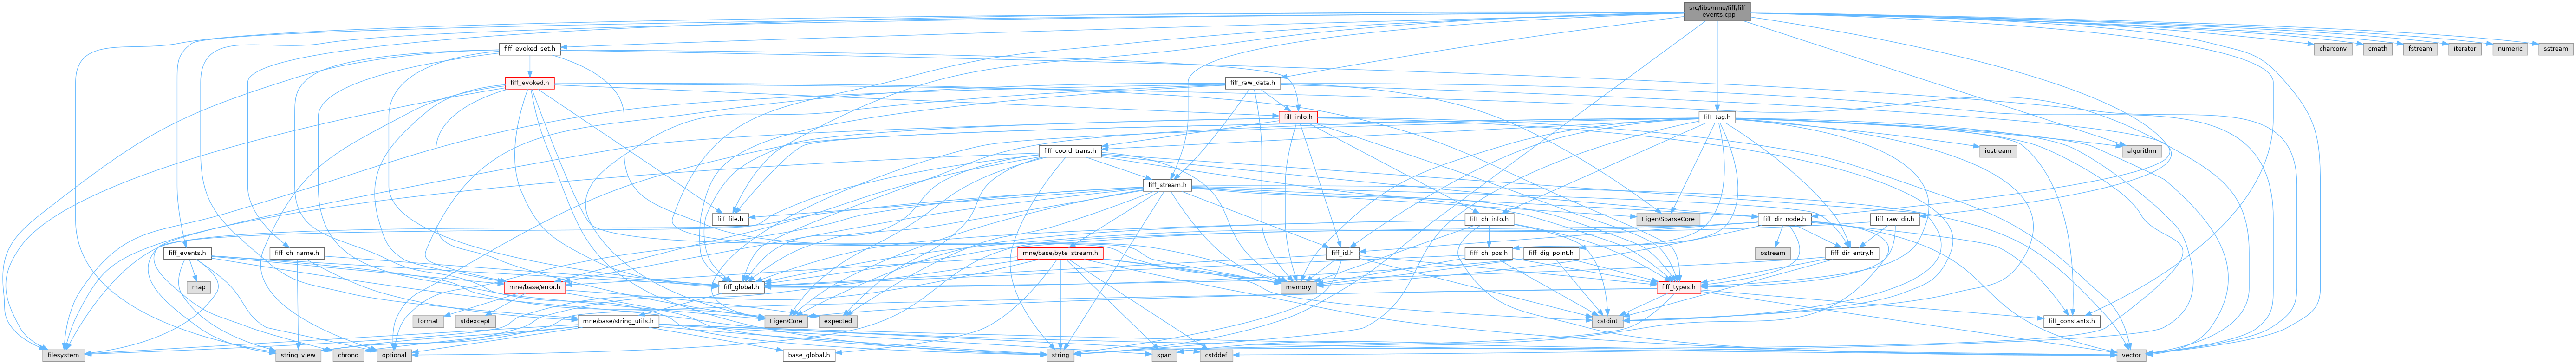 src/libs/mne/fiff/fiff
_events.cpp
fiff_evoked_set.h
charconv
cmath
fstream
iterator
numeric
sstream
fiff_evoked.h
fiff_raw_data.h
fiff_info.h
fiff_tag.h
fiff_coord_trans.h
iostream
algorithm
fiff_stream.h
fiff_file.h
Eigen/SparseCore
fiff_ch_info.h
fiff_dir_node.h
fiff_raw_dir.h
fiff_events.h
fiff_ch_name.h
mne/base/byte_stream.h
fiff_id.h
fiff_ch_pos.h
fiff_dig_point.h
ostream
fiff_dir_entry.h
map
mne/base/error.h
fiff_global.h
memory
fiff_types.h
format
stdexcept
mne/base/string_utils.h
Eigen/Core
expected
cstdint
fiff_constants.h
filesystem
string_view
chrono
optional
base_global.h
string
span
cstddef
vector